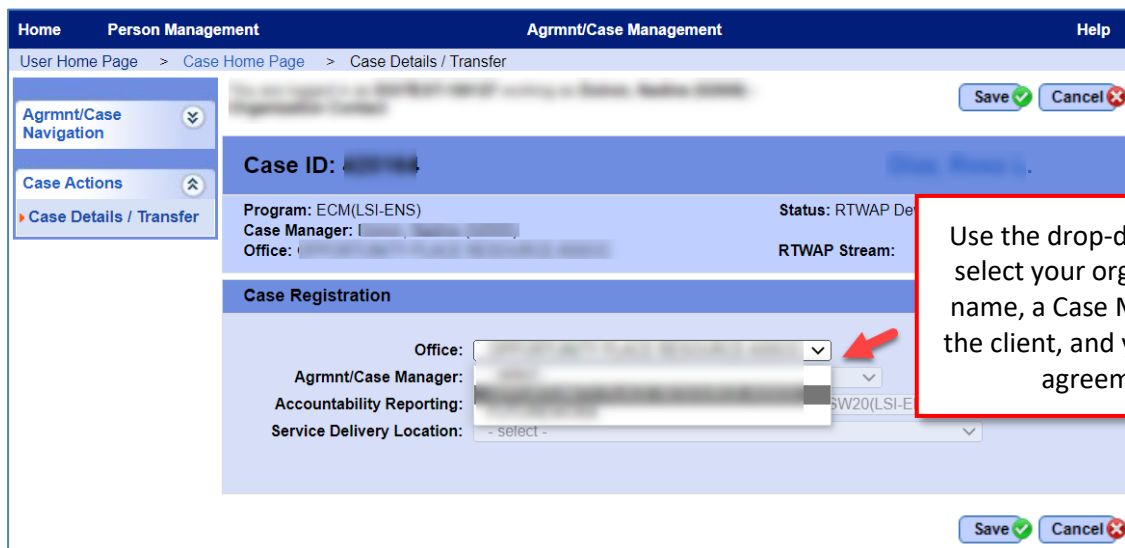 Home Person Management Agrmnt/Case Management Help
User Home Page > Case Home Page > Case Details / Transfer
Save Cancel
Agrmnt/Case
Navigation
Case Actions
Case Details / Transfer
Case ID:
Program: ECM(LSI-ENS) Status: RTWAP De
Case Manager:
Office: RTWAP Stream:
Use the drop-d
select your org
name, a Case M
the client, and
agreem
Case Registration
Office:
Agrmnt/Case Manager:
Accountability Reporting: SW20(LSI-E
Service Delivery Location: - select -
Save Cancel